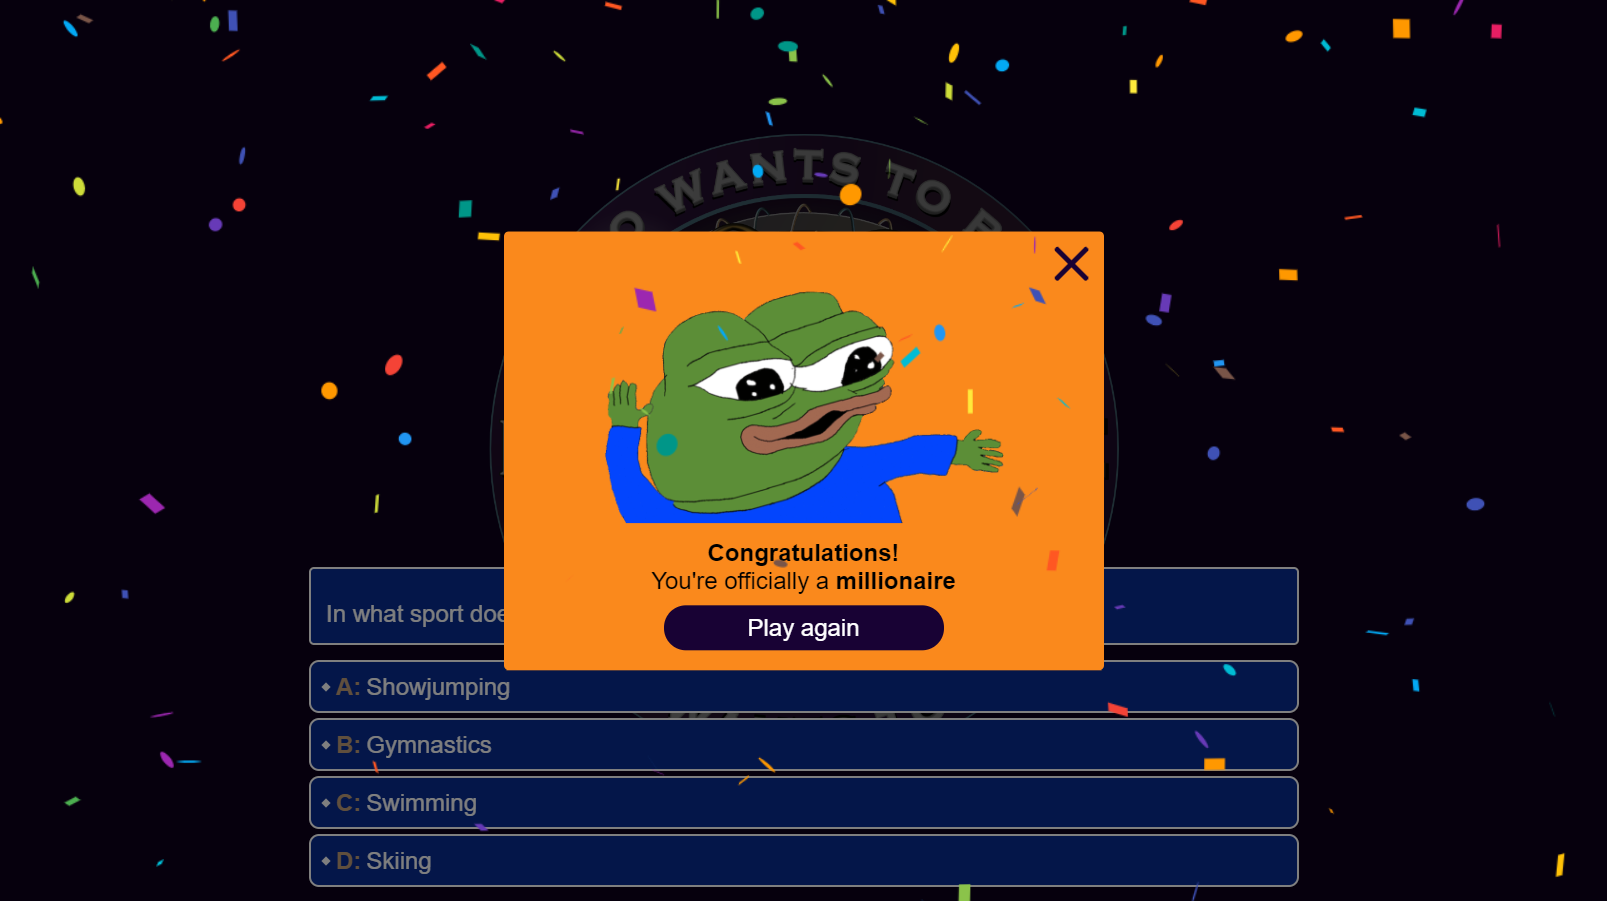 O WANTS TO
Congratulations!
You're officially a millionaire
Play again
In what sport doe
A: Showjumping
B: Gymnastics
C: Swimming
D: Skiing